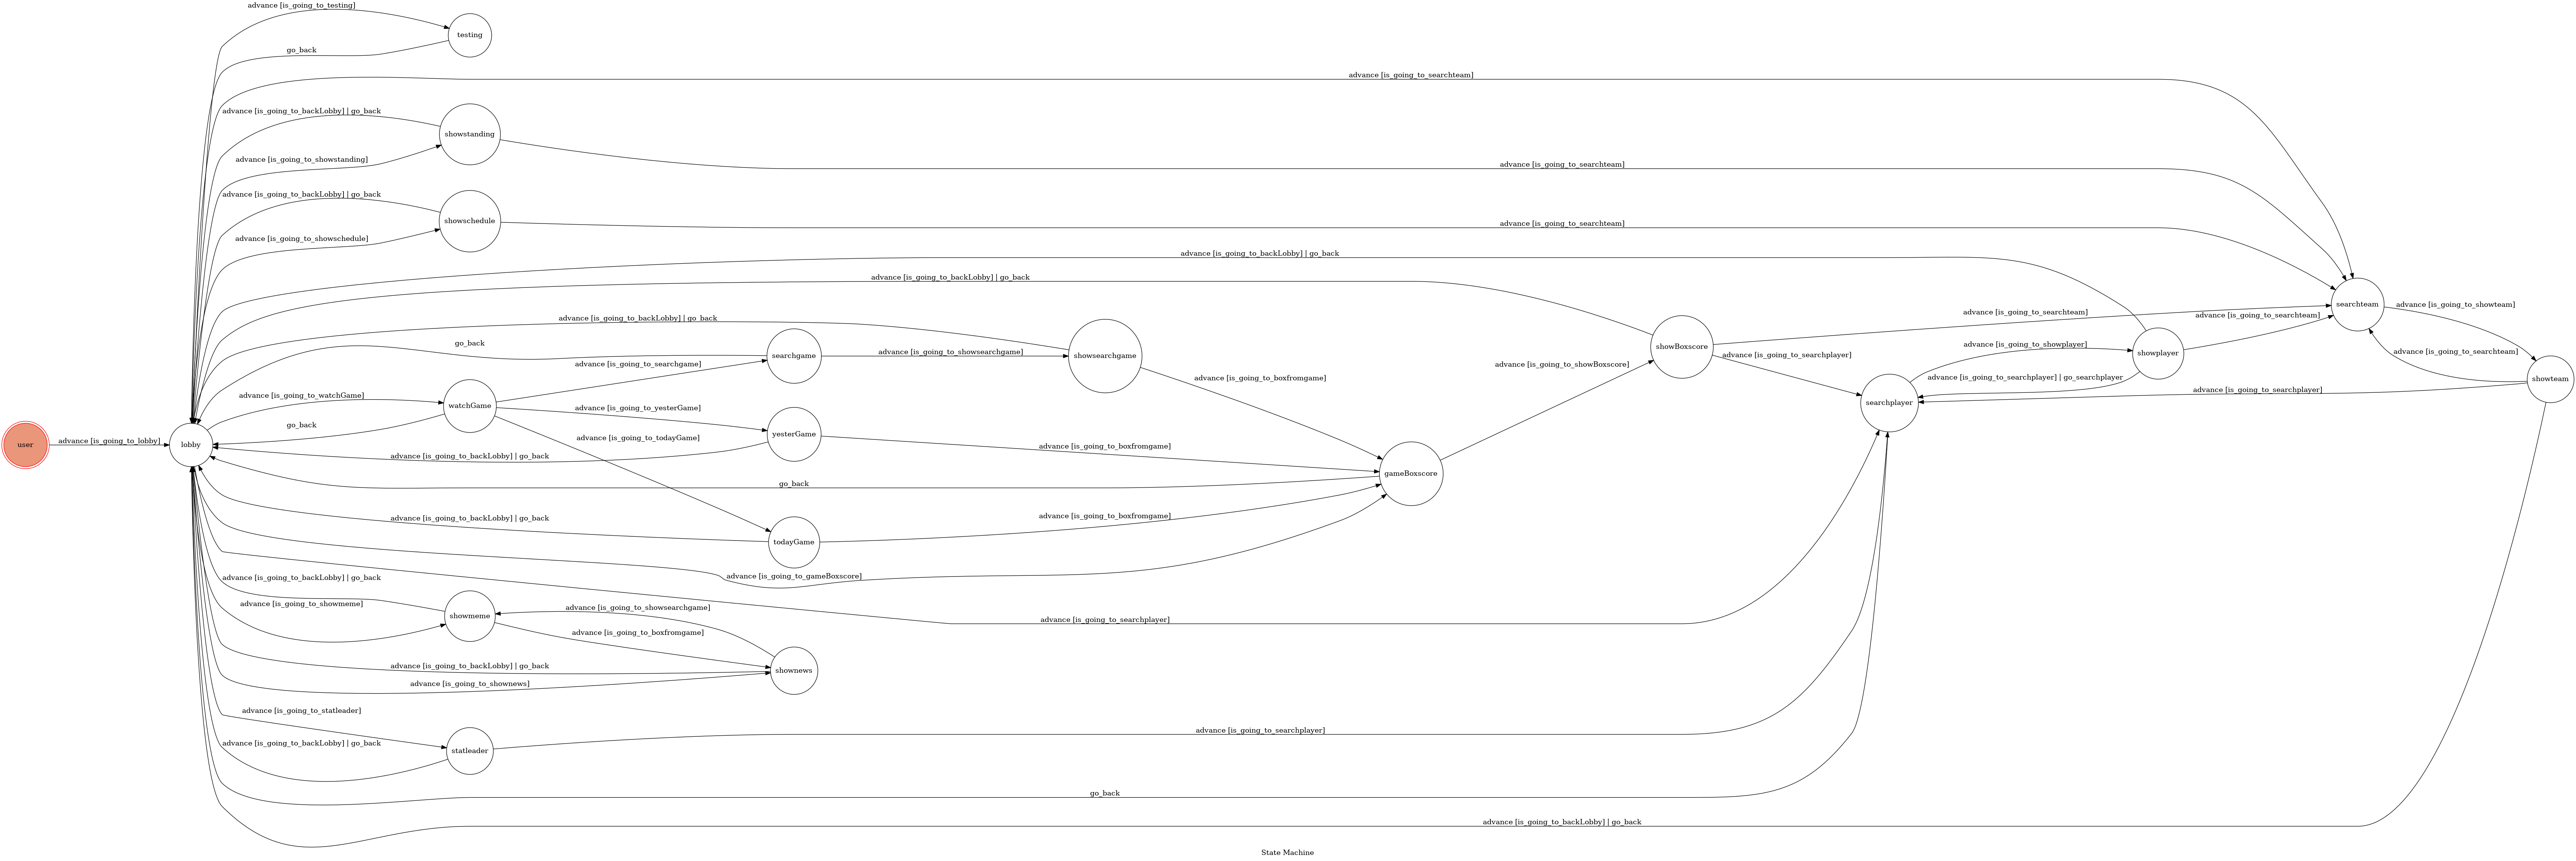 advance [is_going_to_testing]
testing
go_back
advance [is_going_to_searchteam]
advance [is_going_to_backLobby] | go_back
showstanding
advance [is_going_to_showstanding]
advance [is_going_to_searchteam]
advance [is_going_to_backLobby] | go_back
showschedule
advance [is_going_to_searchteam]
advance [is_going_to_showschedule]
advance [is_going_to_backLobby] | go_back
advance [is_going_to_backLobby] | go_back
searchteam
advance [is_going_to_showteam]
advance [is_going_to_searchteam]
advance [is_going_to_searchteam]
advance [is_going_to_backLobby] | go_back
go_back
advance [is_going_to_showplayer]
showBoxscore
advance [is_going_to_searchteam]
searchgame
advance [is_going_to_showsearchgame]
showsearchgame
advance [is_going_to_searchplayer]
showplayer
advance [is_going_to_searchgame]
advance [is_going_to_showBoxscore]
advance [is_going_to_boxfromgame]
advance [is_going_to_searchplayer] | go_searchplayer
showteam
advance [is_going_to_searchplayer]
advance [is_going_to_watchGame]
watchGame
advance [is_going_to_yesterGame]
searchplayer
go_back
yesterGame
advance [is_going_to_todayGame]
user
advance [is_going_to_lobby]
lobby
advance [is_going_to_boxfromgame]
advance [is_going_to_backLobby] | go_back
gameBoxscore
go_back
advance [is_going_to_backLobby] | go_back
advance [is_going_to_boxfromgame]
todayGame
advance [is_going_to_gameBoxscore]
advance [is_going_to_backLobby] | go_back
advance [is_going_to_showmeme]
showmeme
advance [is_going_to_showsearchgame]
advance [is_going_to_searchplayer]
advance [is_going_to_boxfromgame]
advance [is_going_to_backLobby] | go_back
shownews
advance [is_going_to_shownews]
advance [is_going_to_statleader]
advance [is_going_to_searchplayer]
advance [is_going_to_backLobby] | go_back
statleader
go_back
advance [is_going_to_backLobby] | go_back
State Machine